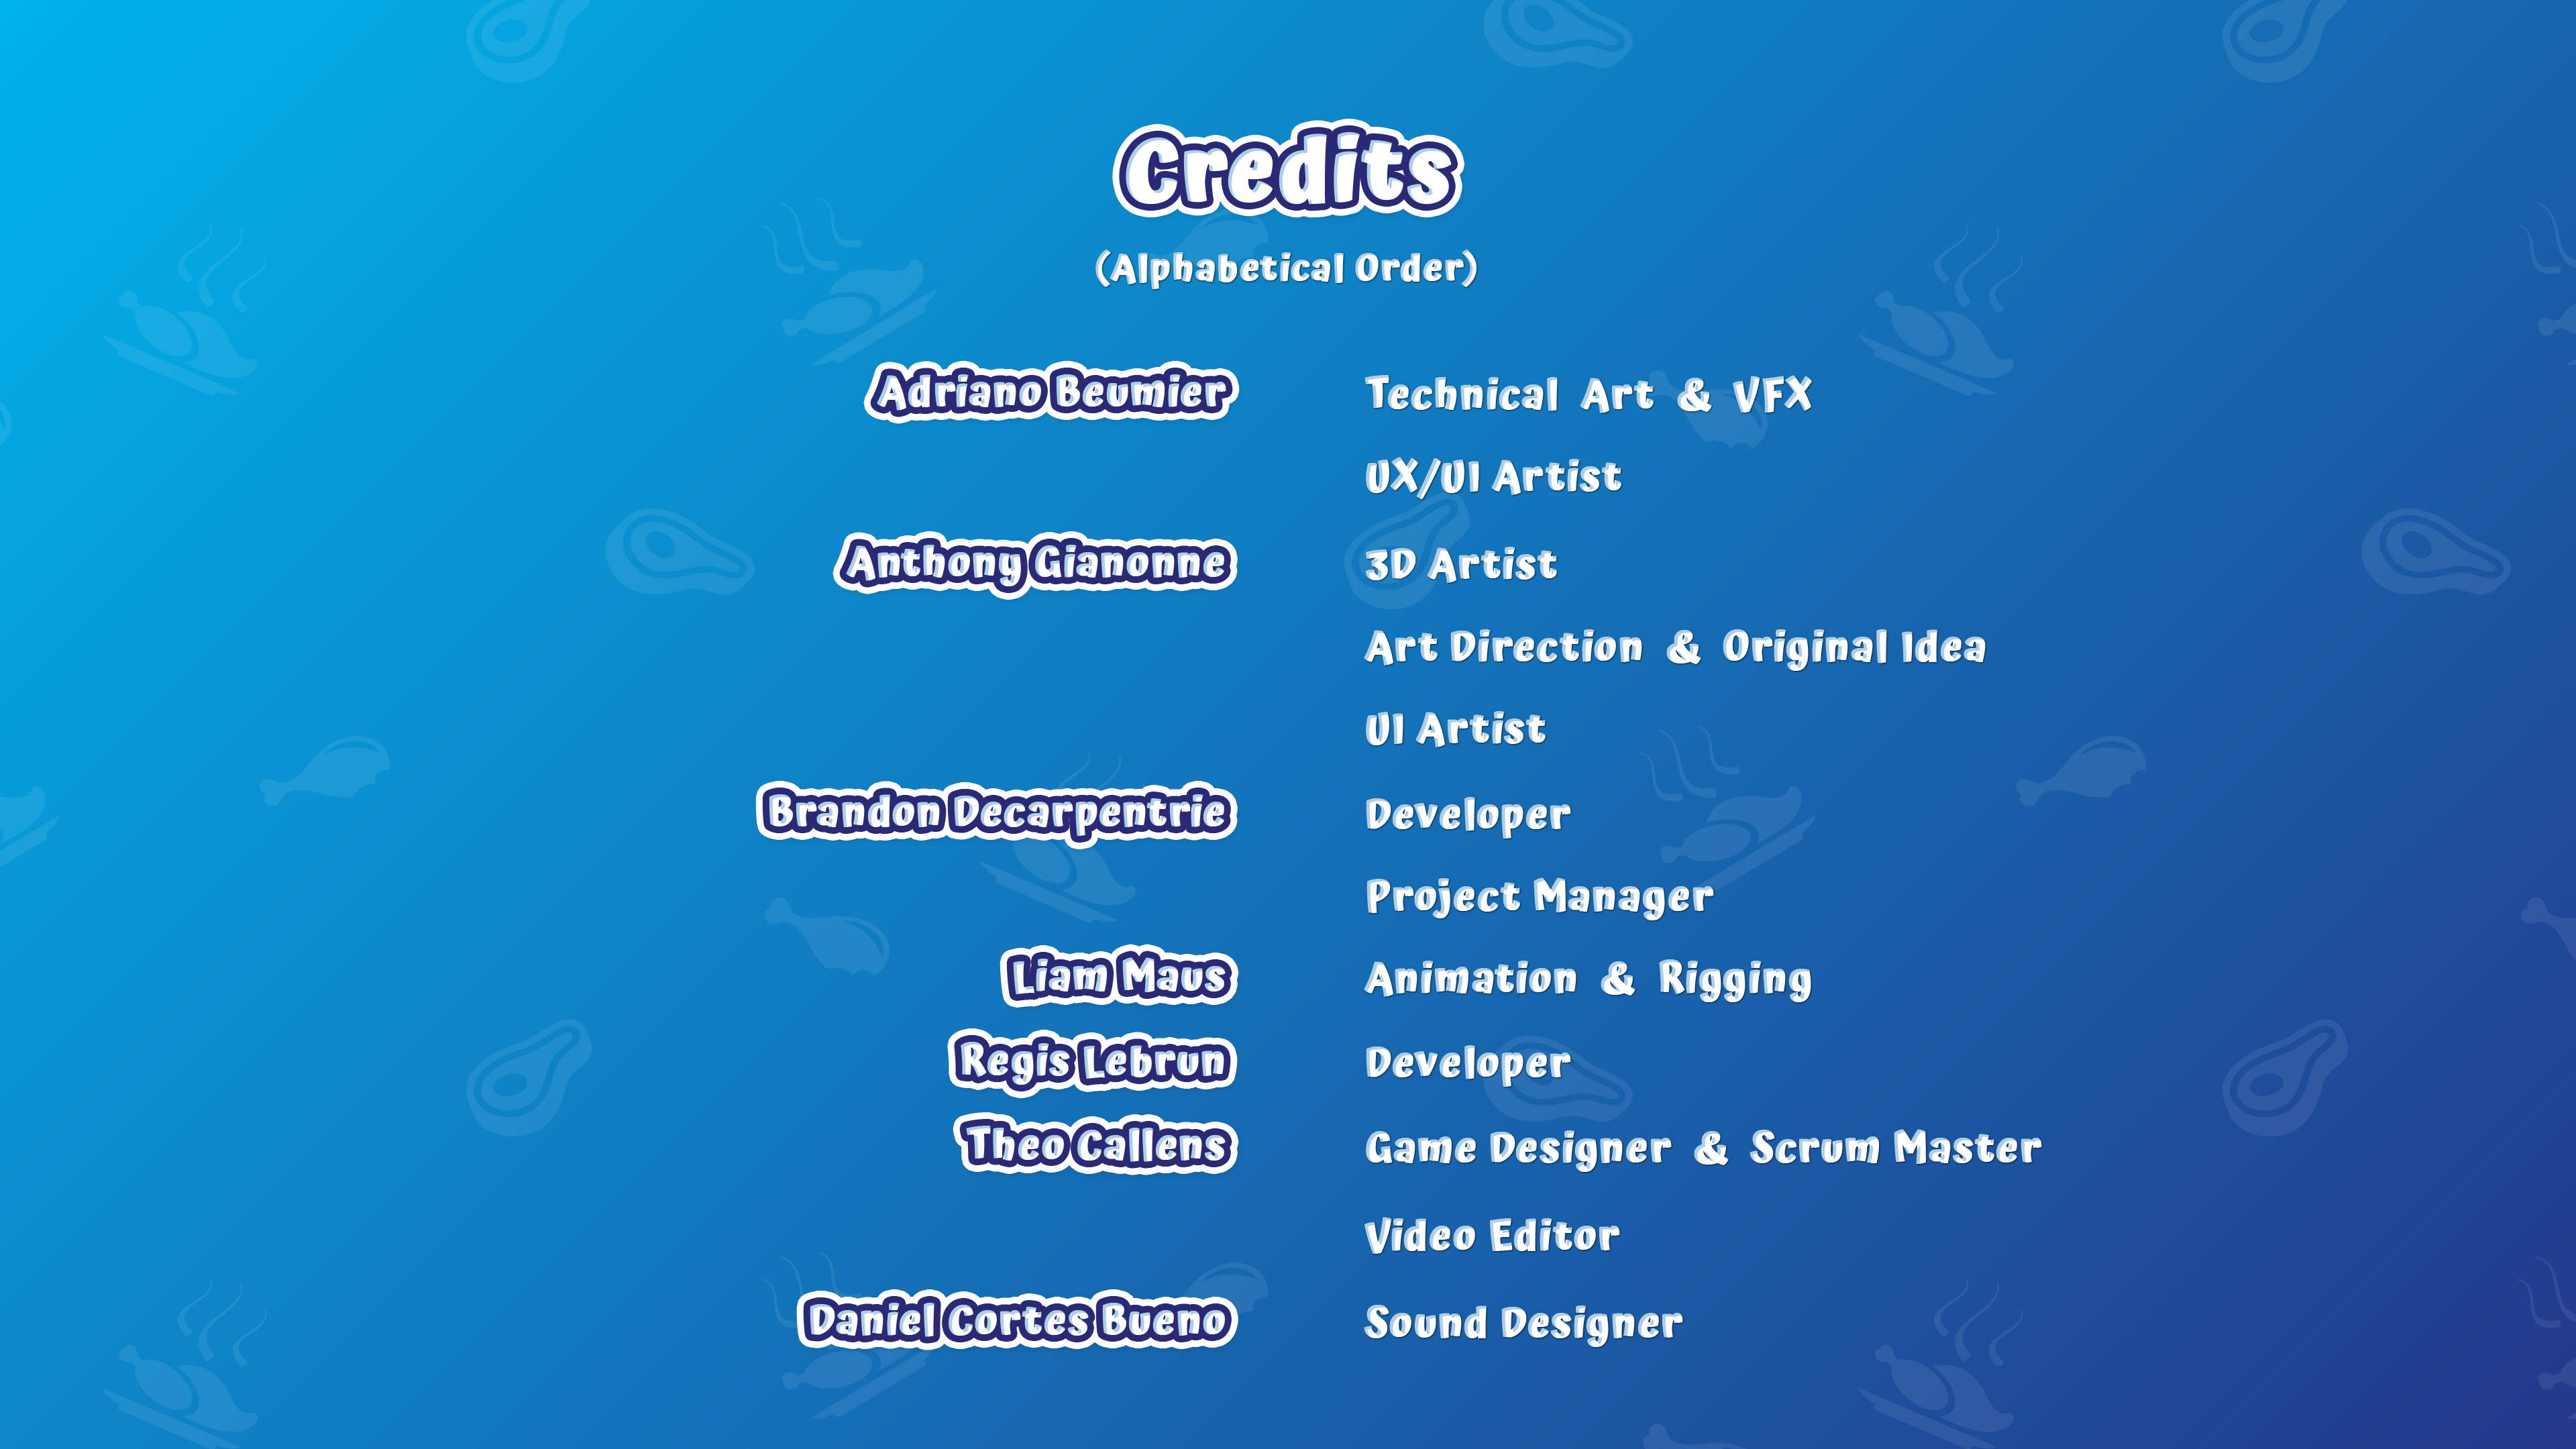 Credits
(Alphabetical Order)
Adriano Beumier Technical Art & VFX
UX/UI Artist
Anthony Gianonne 3D Artist
Art Direction & Original Idea
UI Artist
Brandon Decarpentrie Developer
Project Manager
Liam Maus Animation & Rigging
Regis Lebrun Developer
Theo Callens Game Designer & Scrum Master
Video Editor
Daniel Cortes Bueno Sound Designer